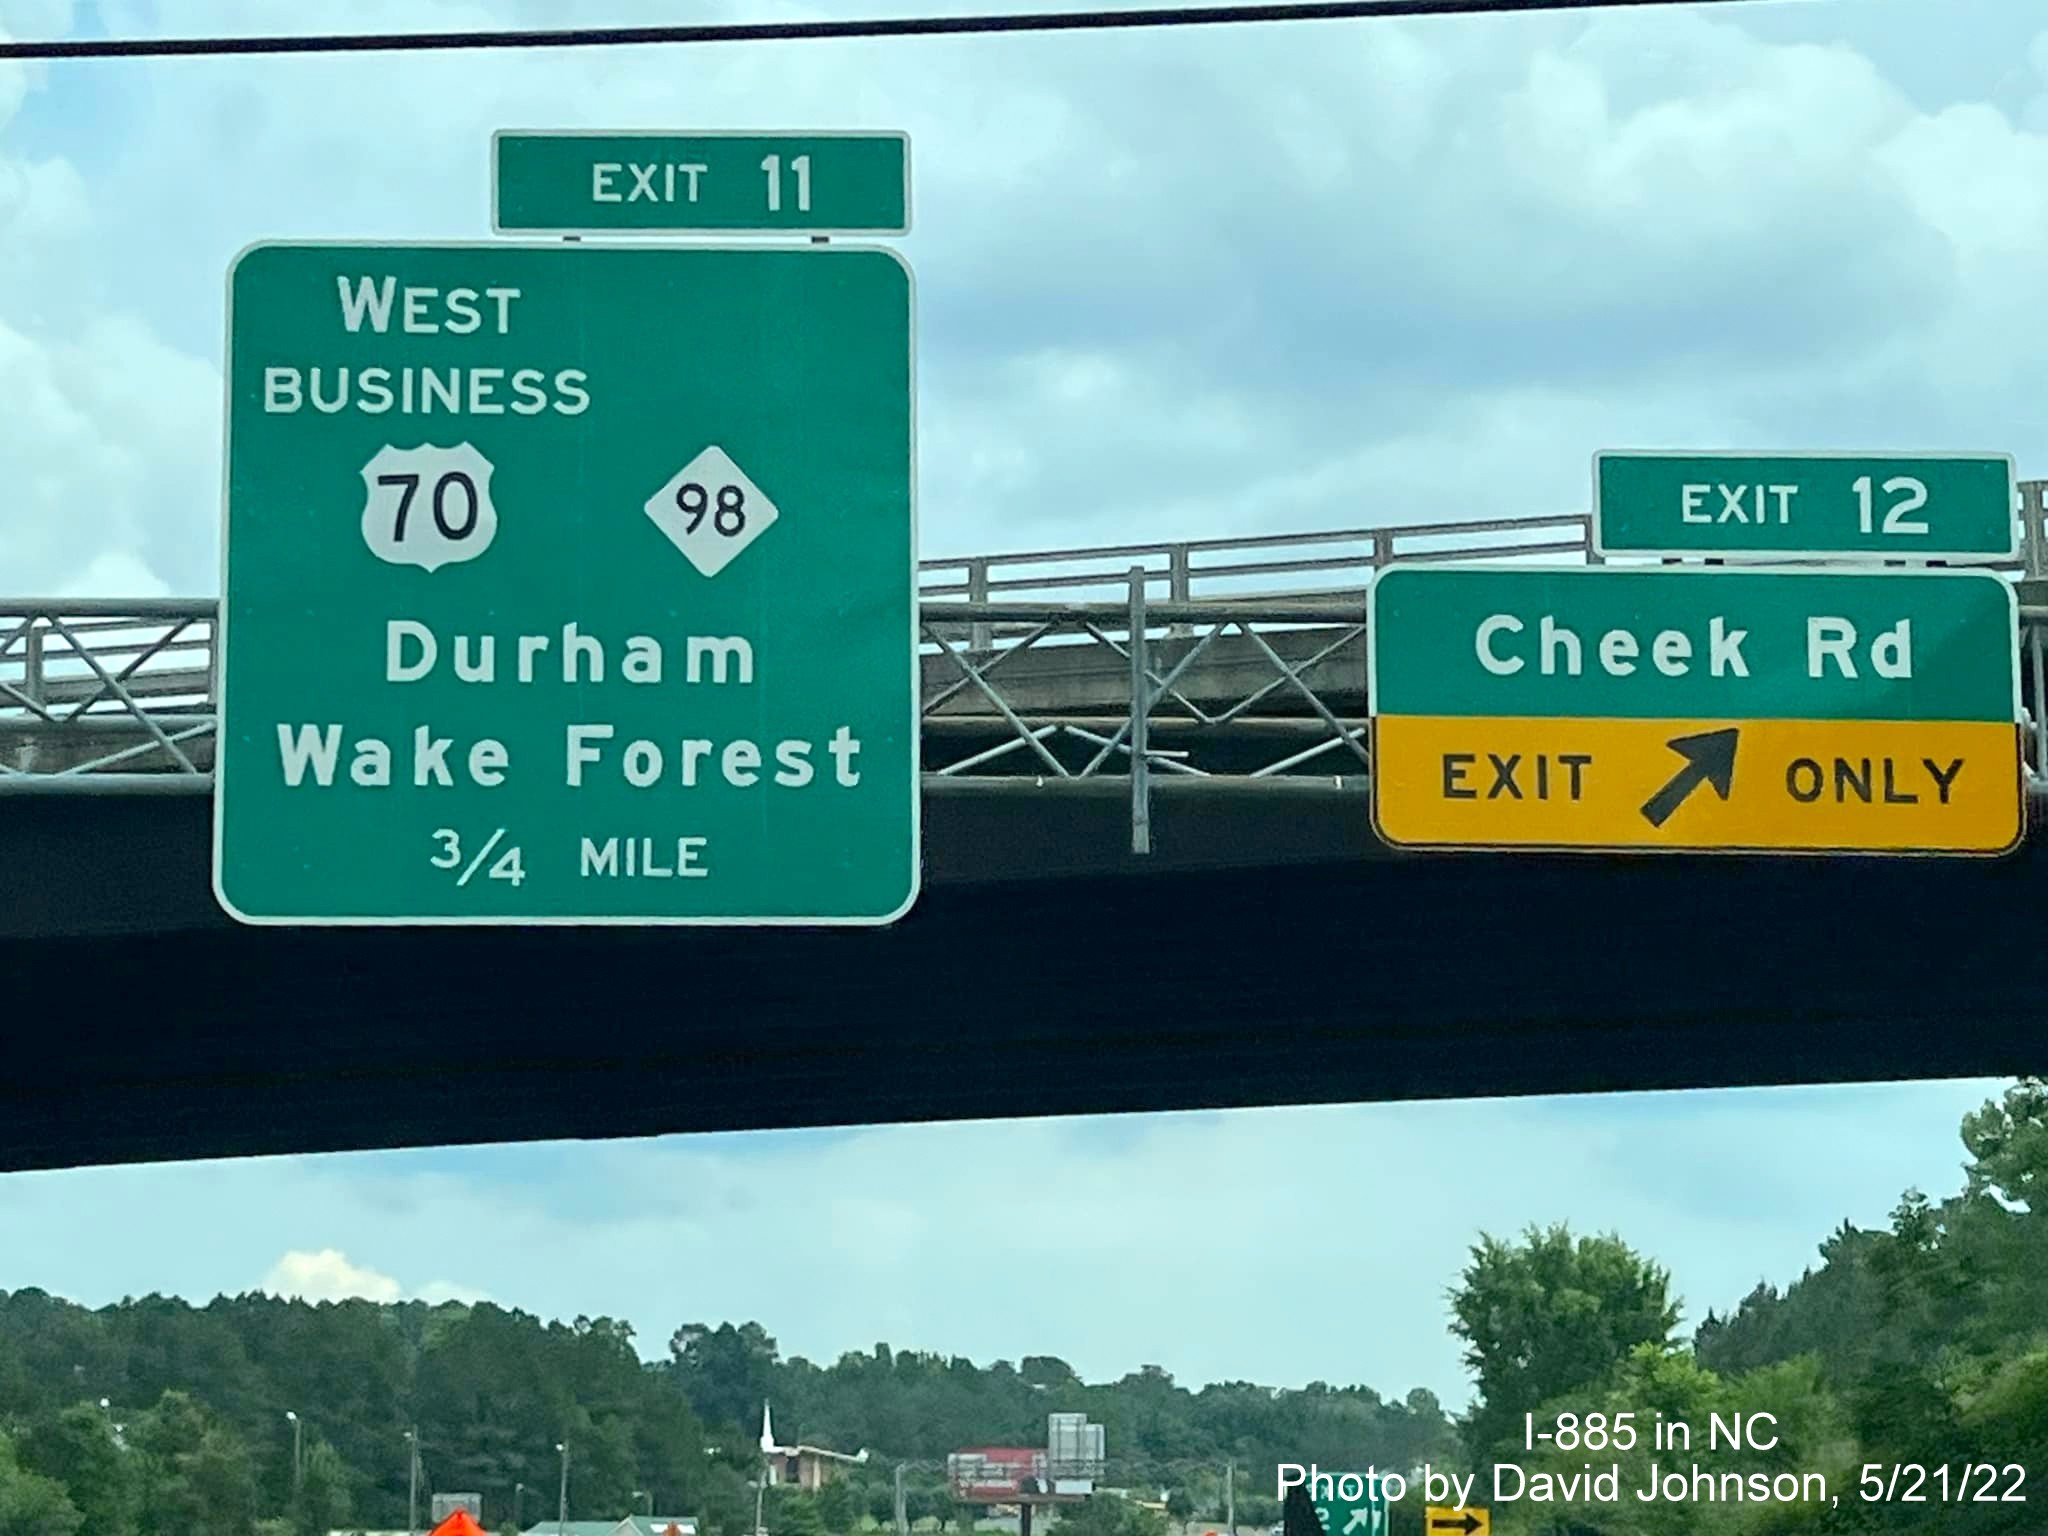 EXIT 11
WEST
BUSINESS
70 98
Durham
Wake Forest
3/4 MILE
EXIT 12
Cheek Rd
EXIT ONLY
I-885 in NC
Photo by David Johnson, 5/21/22